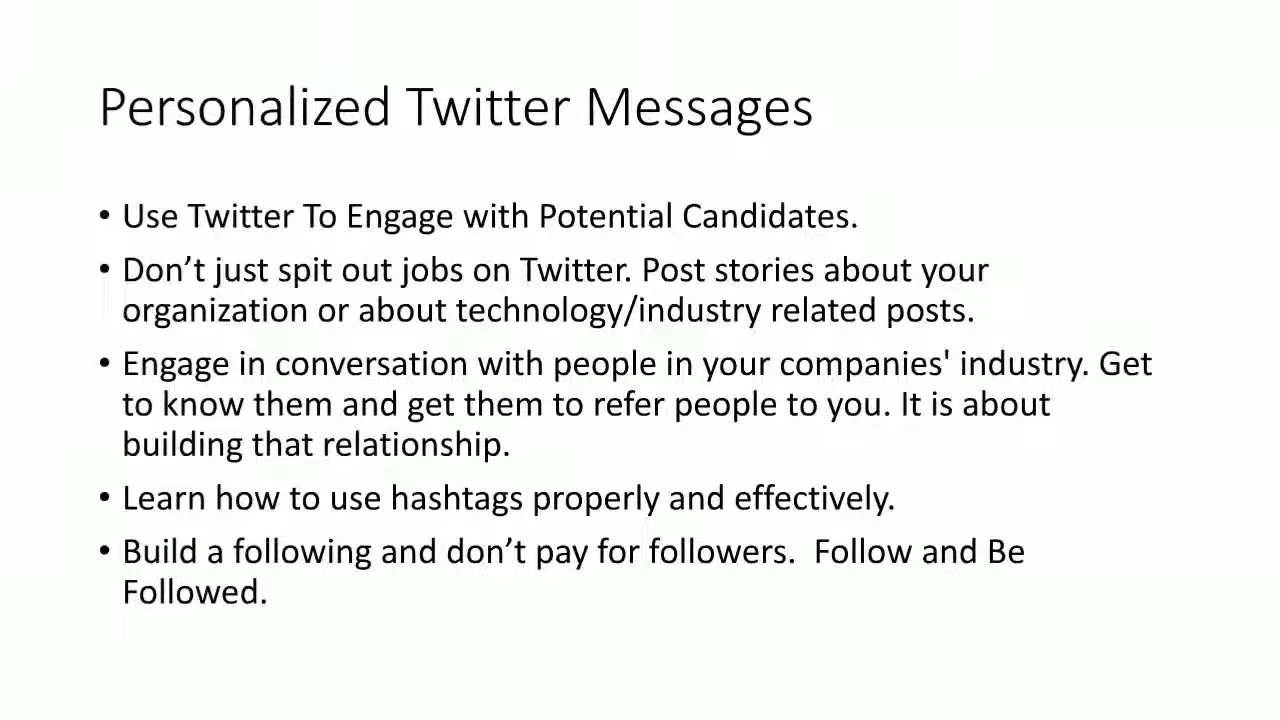 Personalized Twitter Messages
• Use Twitter To Engage with Potential Candidates.
• Don’t just spit out jobs on Twitter. Post stories about your
organization or about technology/industry related posts.
• Engage in conversation with people in your companies' industry. Get
to know them and get them to refer people to you. It is about
building that relationship.
• Learn how to use hashtags properly and effectively.
• Build a following and don’t pay for followers.  Follow and Be
Followed.